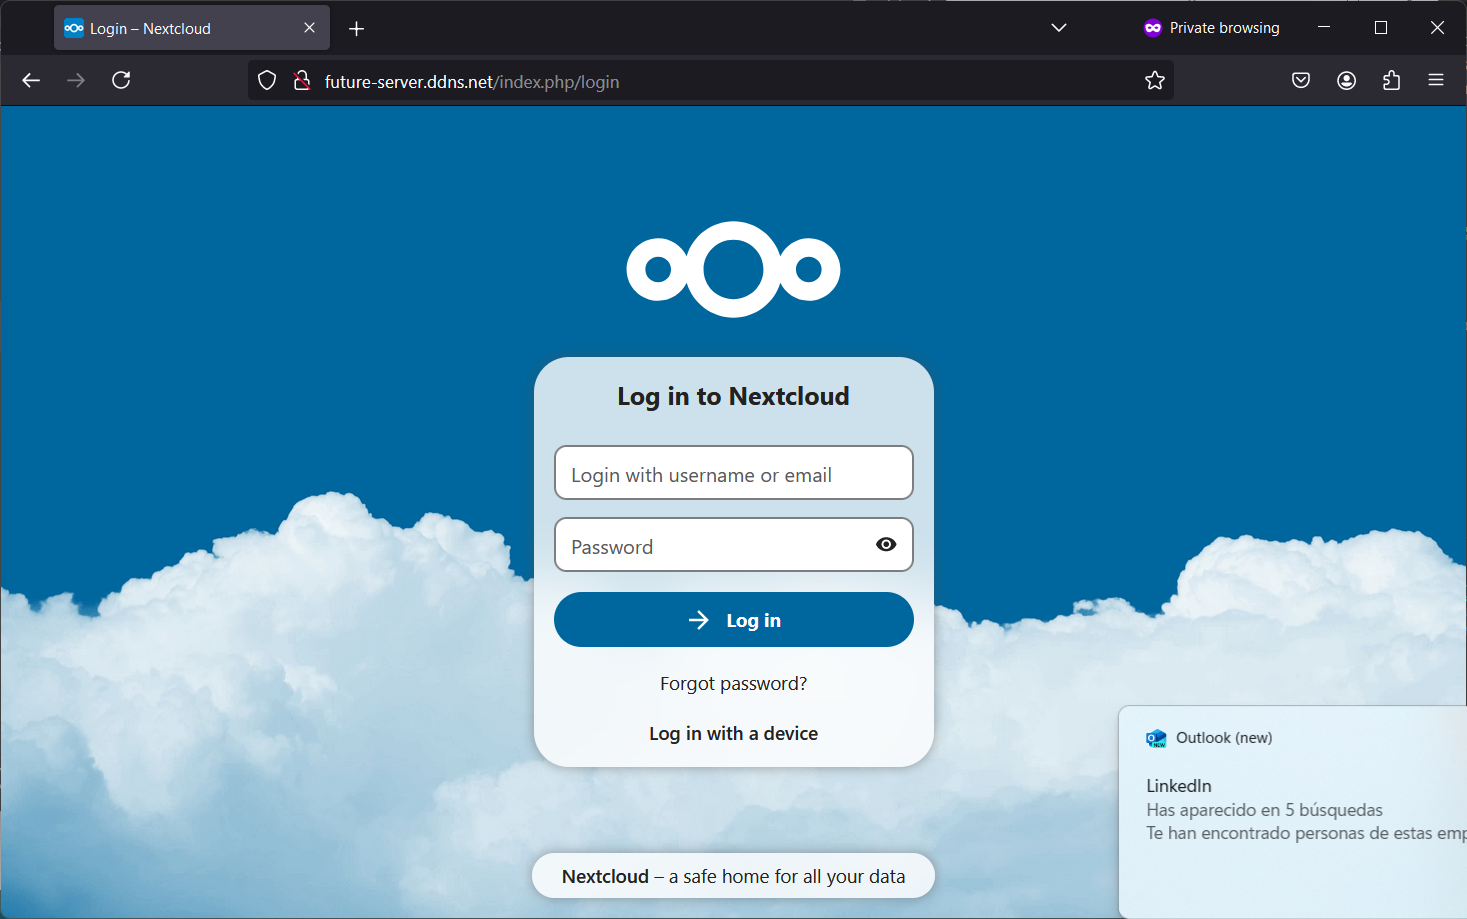 Login – Nextcloud
Private browsing
future-server.ddns.net/index.php/login
Log in to Nextcloud
Login with username or email
Password
Log in
Forgot password?
Log in with a device
Outlook (new)
LinkedIn
Has aparecido en 5 búsquedas
Te han encontrado personas de estas emp
Nextcloud – a safe home for all your data